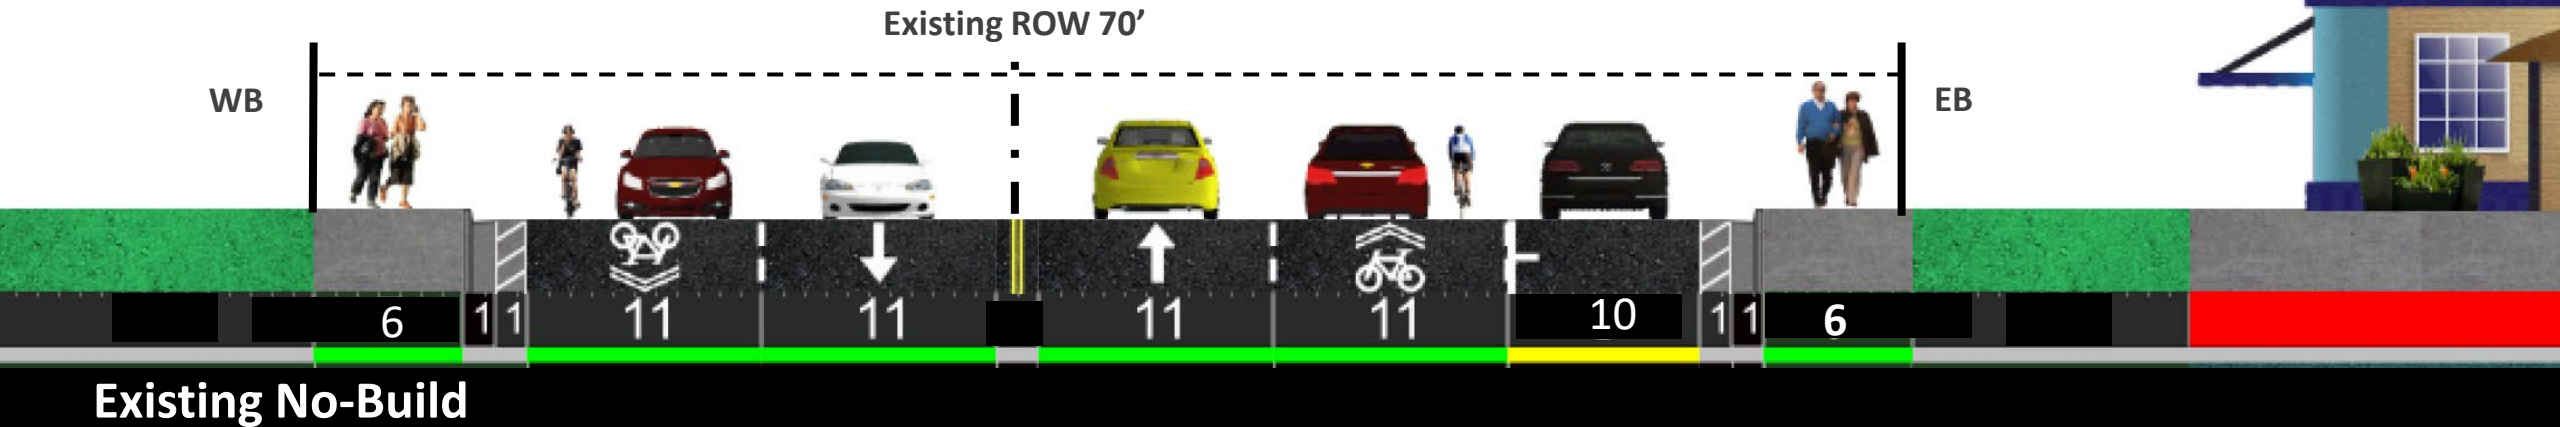 Existing ROW 70’
WB
EB
6 1 1 11 11 11 11 10 1 1 6
Existing No-Build